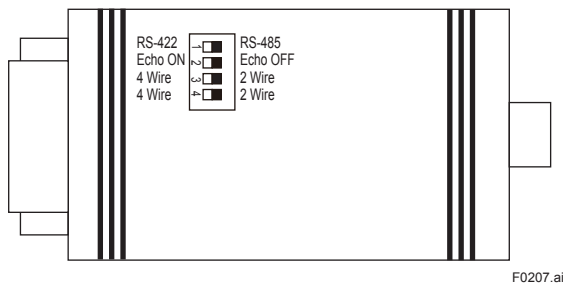 RS-422 1 RS-485
Echo ON 2 Echo OFF
4 Wire 3 2 Wire
4 Wire 4 2 Wire
F0207.ai